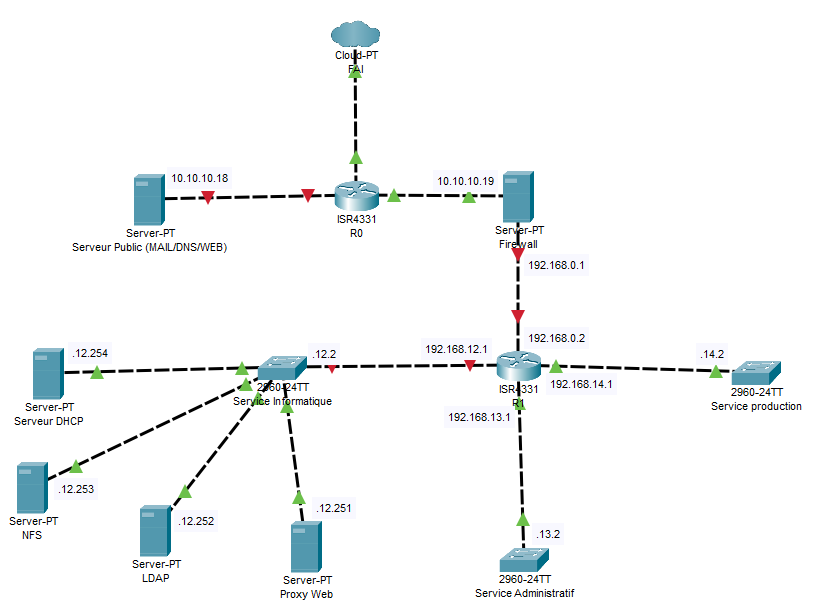 Cloud-PT
FAI
10.10.10.18
10.10.10.19
Server-PT
Serveur Public (MAIL/DNS/WEB)
ISR4331
R0
Server-PT
Firewall
192.168.0.1
192.168.0.2
.12.254
.12.2
192.168.12.1
.14.2
Server-PT
Serveur DHCP
2960-24TT
Service Informatique
ISR4331
R1
192.168.14.1
2960-24TT
Service production
192.168.13.1
.12.253
Server-PT
NFS
.12.252
.12.251
Server-PT
LDAP
Server-PT
Proxy Web
.13.2
2960-24TT
Service Administratif